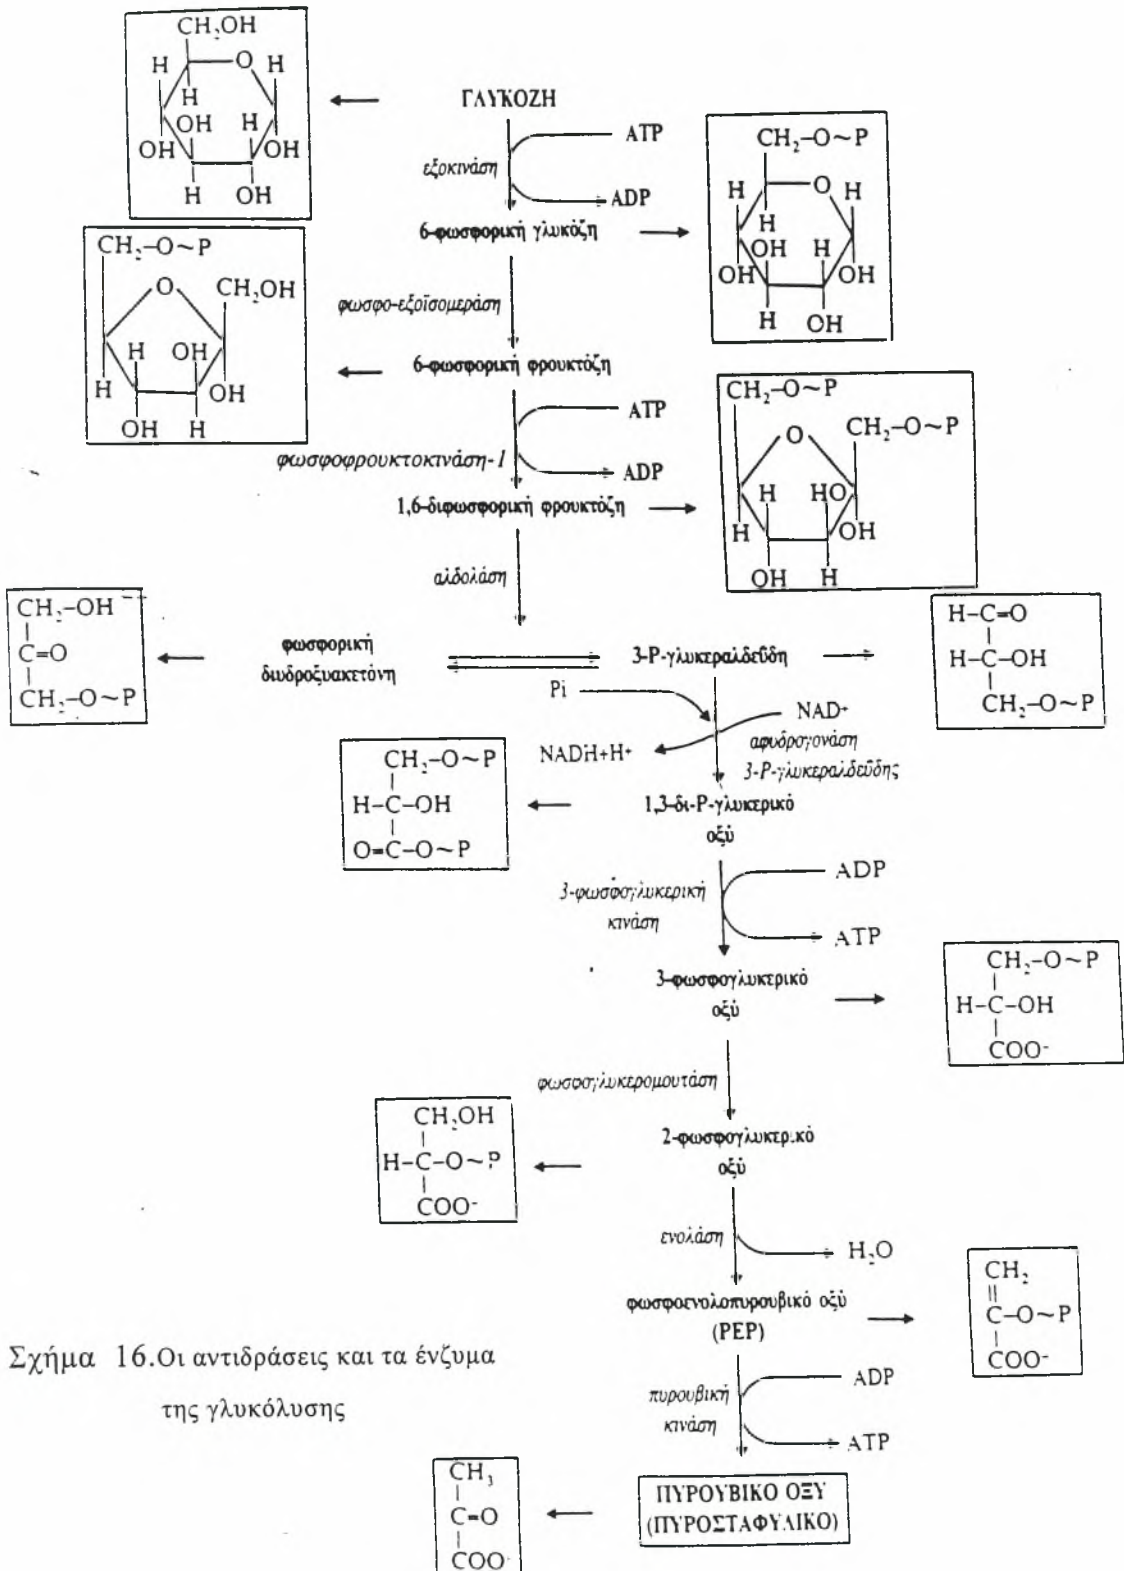 CH₂OH
H
O
H
H
OH
H
OH
OH
H
OH
ΓΛΥΚΟΖΗ
ATP
εξοκινάση
ADP
6-φωσφορική γλυκόζη
CH₂–O~P
H
O
H
H
OH
H
OH
OH
H
OH
CH₂–O~P
O
CH₂OH
H
OH
H
OH
OH
H
φωσφο-εξοϊσομεράση
6-φωσφορική φρουκτόζη
ATP
φωσφοφρουκτοκινάση-1
ADP
1,6-διφωσφορική φρουκτόζη
CH₂–O~P
CH₂–O~P
O
H
HO
H
OH
OH
H
αλδολάση
CH₂–OH
C=O
CH₂–O~P
φωσφορική
διυδροξυακετόνη
3-P-γλυκεραλδεΰδη
H–C=O
H–C–OH
CH₂–O~P
Pi
NAD⁺
NADH+H⁺
αφυδρογονάση
3-P-γλυκεραλδεΰδης
CH₂–O~P
H–C–OH
O=C–O~P
1,3-δι-P-γλυκερικό
οξύ
3-φωσφογλυκερική
κινάση
ADP
ATP
3-φωσφογλυκερικό
οξύ
CH₂–O~P
H–C–OH
COO⁻
φωσφογλυκερομουτάση
2-φωσφογλυκερικό
οξύ
CH₂OH
H–C–O~P
COO⁻
ενολάση
H₂O
φωσφοενολοπυρουβικό οξύ
(PEP)
CH₂
C–O~P
COO⁻
Σχήμα 16.Οι αντιδράσεις και τα ένζυμα
της γλυκόλυσης
πυρουβική
κινάση
ADP
ATP
ΠΥΡΟΥΒΙΚΟ ΟΞΥ
(ΠΥΡΟΣΤΑΦΥΛΙΚΟ)
CH₃
C=O
COO⁻